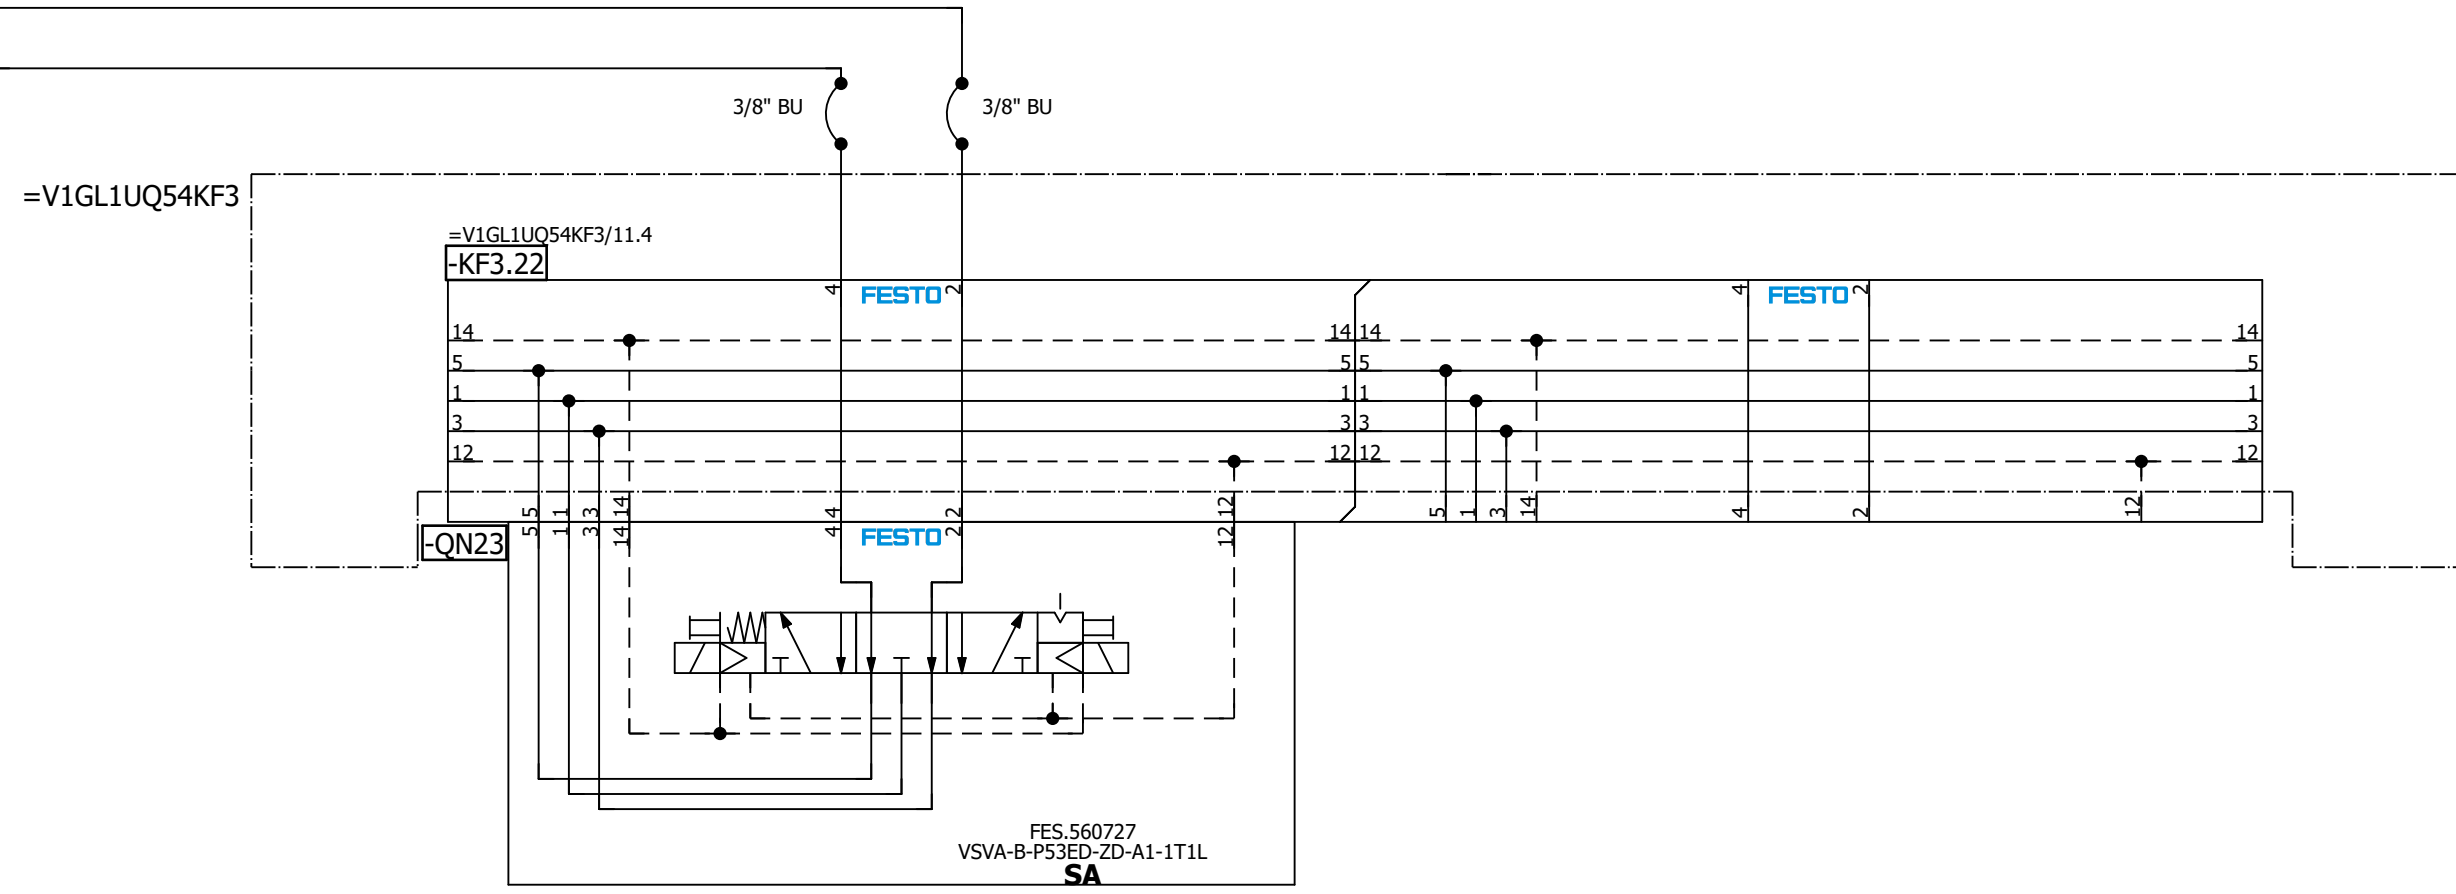 3/8" BU
3/8" BU
=V1GL1UQ54KF3
=V1GL1UQ54KF3/11.4
-KF3.22
4 FESTO 2 4 FESTO 2
14 14 14 14
5 5 5 5
1 1 1 1
3 3 3 3
12 12 12 12
5 1 3 14 4 2 12 5 1 3 14 4 2 12
-QN23
5 1 3 14 4 FESTO 2 12
FES.560727
VSVA-B-P53ED-ZD-A1-1T1L
SA